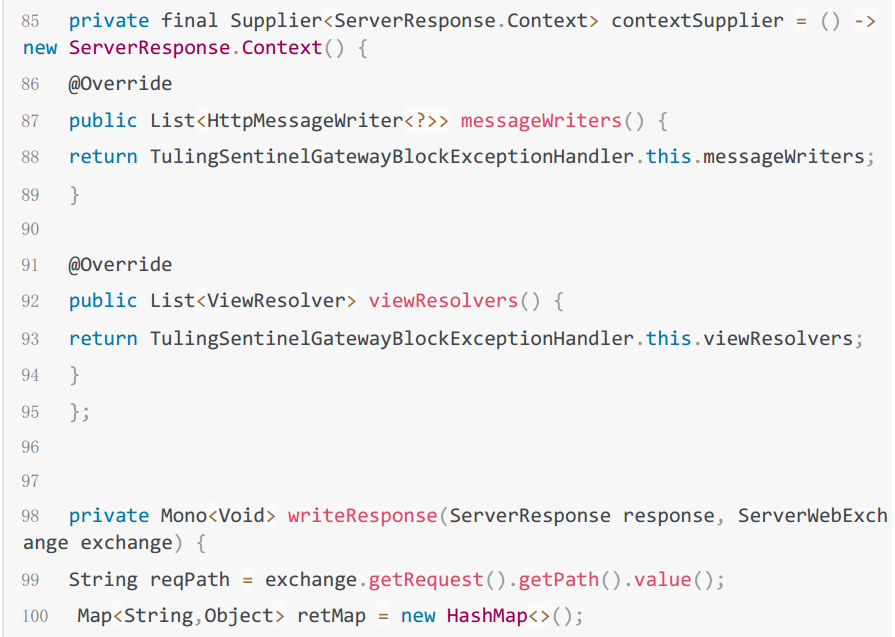 85 private final Supplier<ServerResponse.Context> contextSupplier = () ->
new ServerResponse.Context() {
86 @Override
87 public List<HttpMessageWriter<?>> messageWriters() {
88 return TulingSentinelGatewayBlockExceptionHandler.this.messageWriters;
89 }
90
91 @Override
92 public List<ViewResolver> viewResolvers() {
93 return TulingSentinelGatewayBlockExceptionHandler.this.viewResolvers;
94 }
95 };
96
97
98 private Mono<Void> writeResponse(ServerResponse response, ServerWebExch
ange exchange) {
99 String reqPath = exchange.getRequest().getPath().value();
100 Map<String,Object> retMap = new HashMap<>();